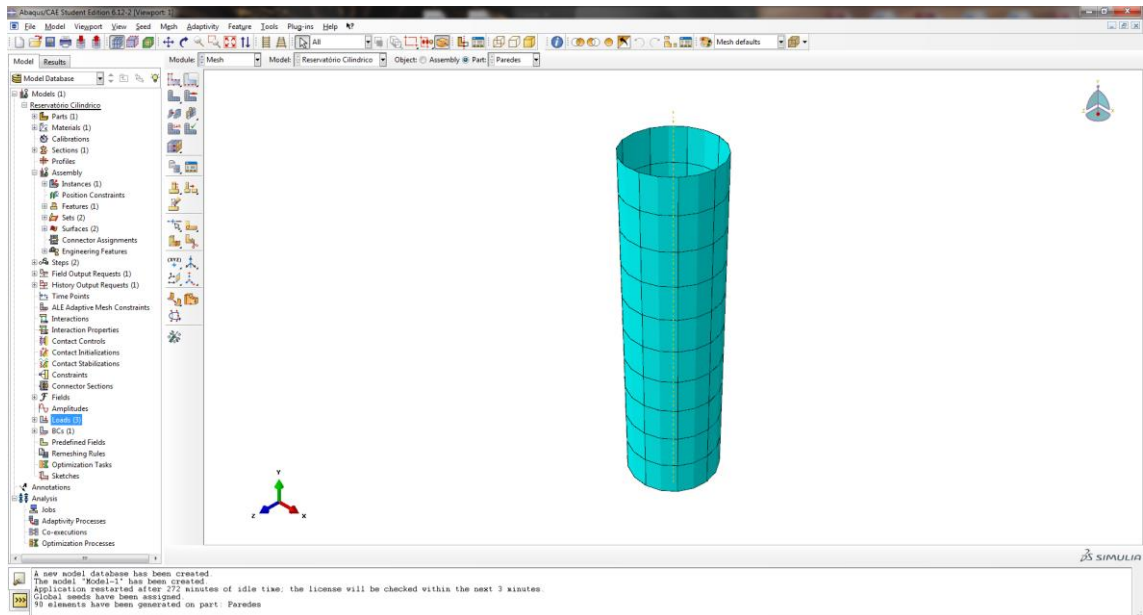 Abaqus/CAE Student Edition 6.12-2 [Viewport: 1]
File Model Viewport View Seed Mesh Adaptivity Feature Tools Plug-ins Help
All Mesh defaults
Model Results Module: Mesh Model: Reservatório Cilíndrico Object: Assembly Part: Paredes
Model Database
Models (1)
Reservatório Cilíndrico
Parts (1)
Materials (1)
Calibrations
Sections (1)
Profiles
Assembly
Instances (1)
Position Constraints
Features (1)
Sets (2)
Surfaces (2)
Connector Assignments
Engineering Features
Steps (2)
Field Output Requests (1)
History Output Requests (1)
Time Points
ALE Adaptive Mesh Constraints
Interactions
Interaction Properties
Contact Controls
Contact Initializations
Contact Stabilizations
Constraints
Connector Sections
Fields
Amplitudes
Loads (3)
BCs (1)
Predefined Fields
Remeshing Rules
Optimization Tasks
Sketches
Annotations
Analysis
Jobs
Adaptivity Processes
Co-executions
Optimization Processes
Y
Z X
SIMULIA
A new model database has been created.
The model "Model-1" has been created.
Application restarted after 272 minutes of idle time; the license will be checked within the next 3 minutes.
Global seeds have been assigned.
90 elements have been generated on part: Paredes